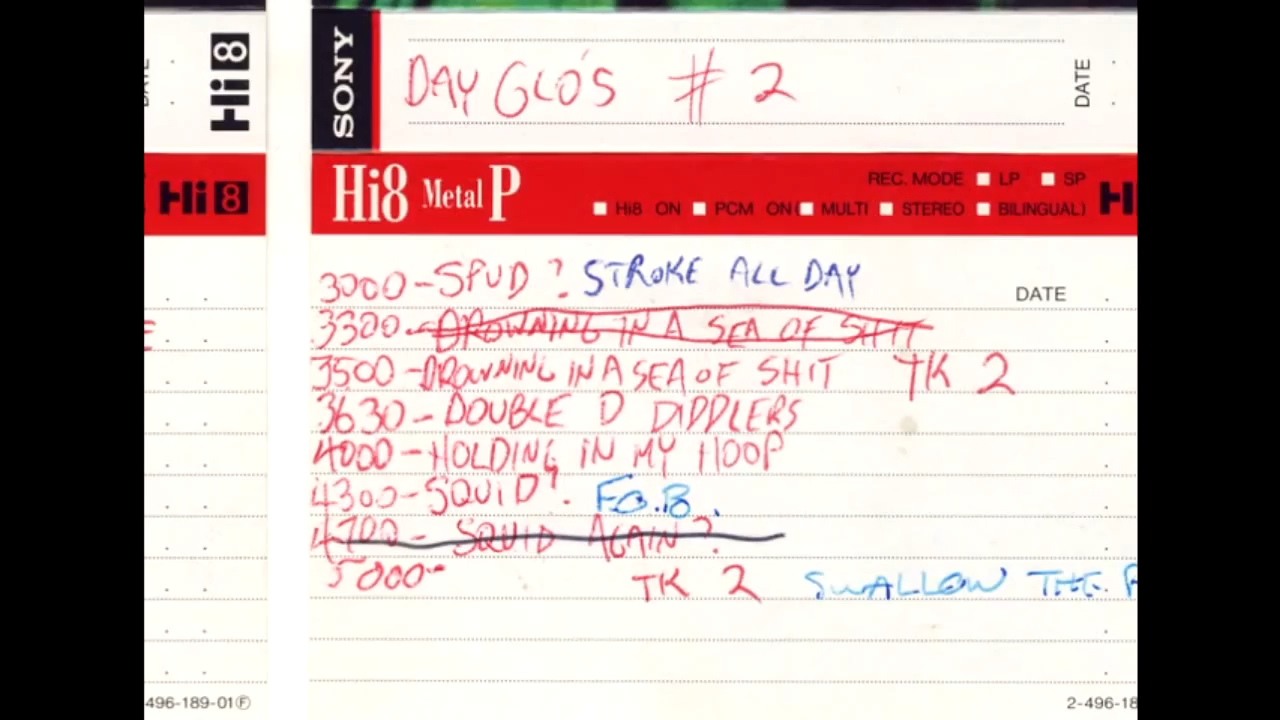 DATE
Hi8
SONY
DAY GLO'S # 2
DATE
Hi8
Hi8 Metal P
REC. MODE LP SP
Hi8 ON PCM ON (MULTI STEREO BILINGUAL)
3000-SPUD? STROKE ALL DAY
DATE
3300-DROWNING IN A SEA OF SHIT
3500-DROWNING IN A SEA OF SHIT TK 2
3630-DOUBLE D DIDDLERS
4000-HOLDING IN MY HOOP
4300-SQUID? F.O.B.
4700- SQUID AGAIN?
5000- TK 2 SWALLOW THE
496-189-01Ⓕ
2-496-18